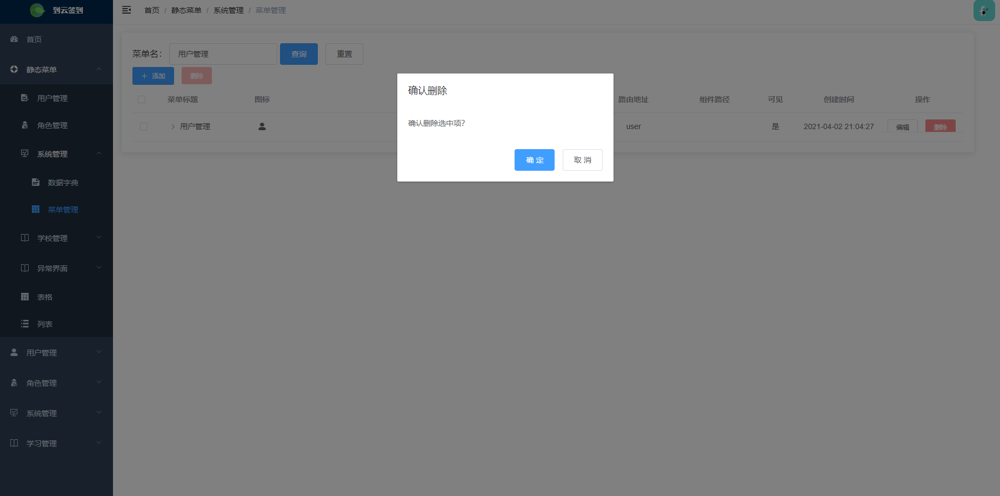 到云签到
首页
静态菜单
用户管理
角色管理
系统管理
数据字典
菜单管理
学校管理
异常界面
表格
列表
用户管理
角色管理
系统管理
学习管理
首页 / 静态菜单 / 系统管理 / 菜单管理
菜单名： 用户管理 查询 重置
+ 添加 删除
菜单标题 图标 路由地址 组件路径 可见 创建时间 操作
用户管理 user 是 2021-04-02 21:04:27 编辑 删除
确认删除
确认删除选中项?
确 定 取 消